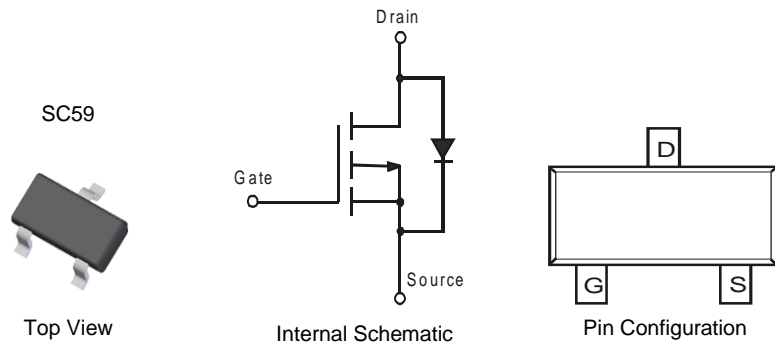 Drain
SC59
D
Gate
Source
G
S
Top View
Internal Schematic
Pin Configuration